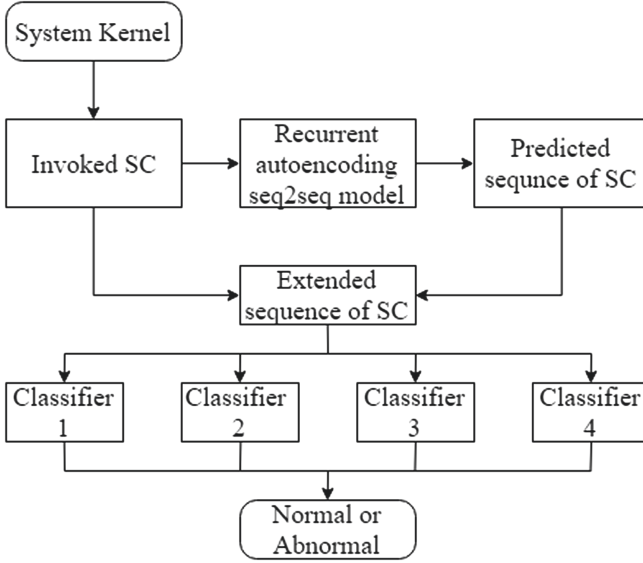 System Kernel
Invoked SC
Recurrent
autoencoding
seq2seq model
Predicted
sequnce of SC
Extended
sequence of SC
Classifier
1
Classifier
2
Classifier
3
Classifier
4
Normal or
Abnormal